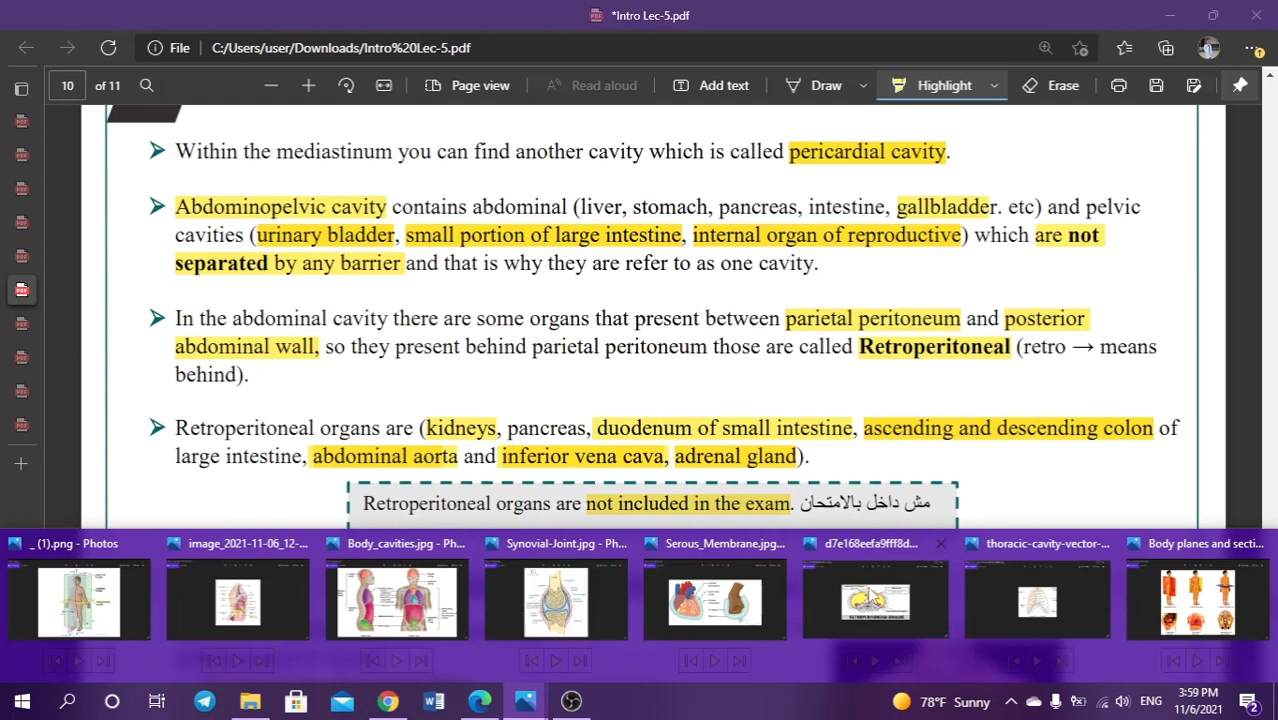 *Intro Lec-5.pdf
File C:/Users/user/Downloads/Intro%20Lec-5.pdf
10 of 11 Page view Read aloud Add text Draw Highlight Erase
Within the mediastinum you can find another cavity which is called pericardial cavity.
Abdominopelvic cavity contains abdominal (liver, stomach, pancreas, intestine, gallbladder. etc) and pelvic
cavities (urinary bladder, small portion of large intestine, internal organ of reproductive) which are not
separated by any barrier and that is why they are refer to as one cavity.
In the abdominal cavity there are some organs that present between parietal peritoneum and posterior
abdominal wall, so they present behind parietal peritoneum those are called Retroperitoneal (retro → means
behind).
Retroperitoneal organs are (kidneys, pancreas, duodenum of small intestine, ascending and descending colon of
large intestine, abdominal aorta and inferior vena cava, adrenal gland).
Retroperitoneal organs are not included in the exam. مش داخل بالامتحان
_ (1).png - Photos image_2021-11-06_12-... Body_cavities.jpg - Ph... Synovial-Joint.jpg - Pho... Serous_Membrane.jpg... d7e168eefa9fff8d... thoracic-cavity-vector-... Body planes and secti...
78°F Sunny ENG 3:59 PM
11/6/2021 2